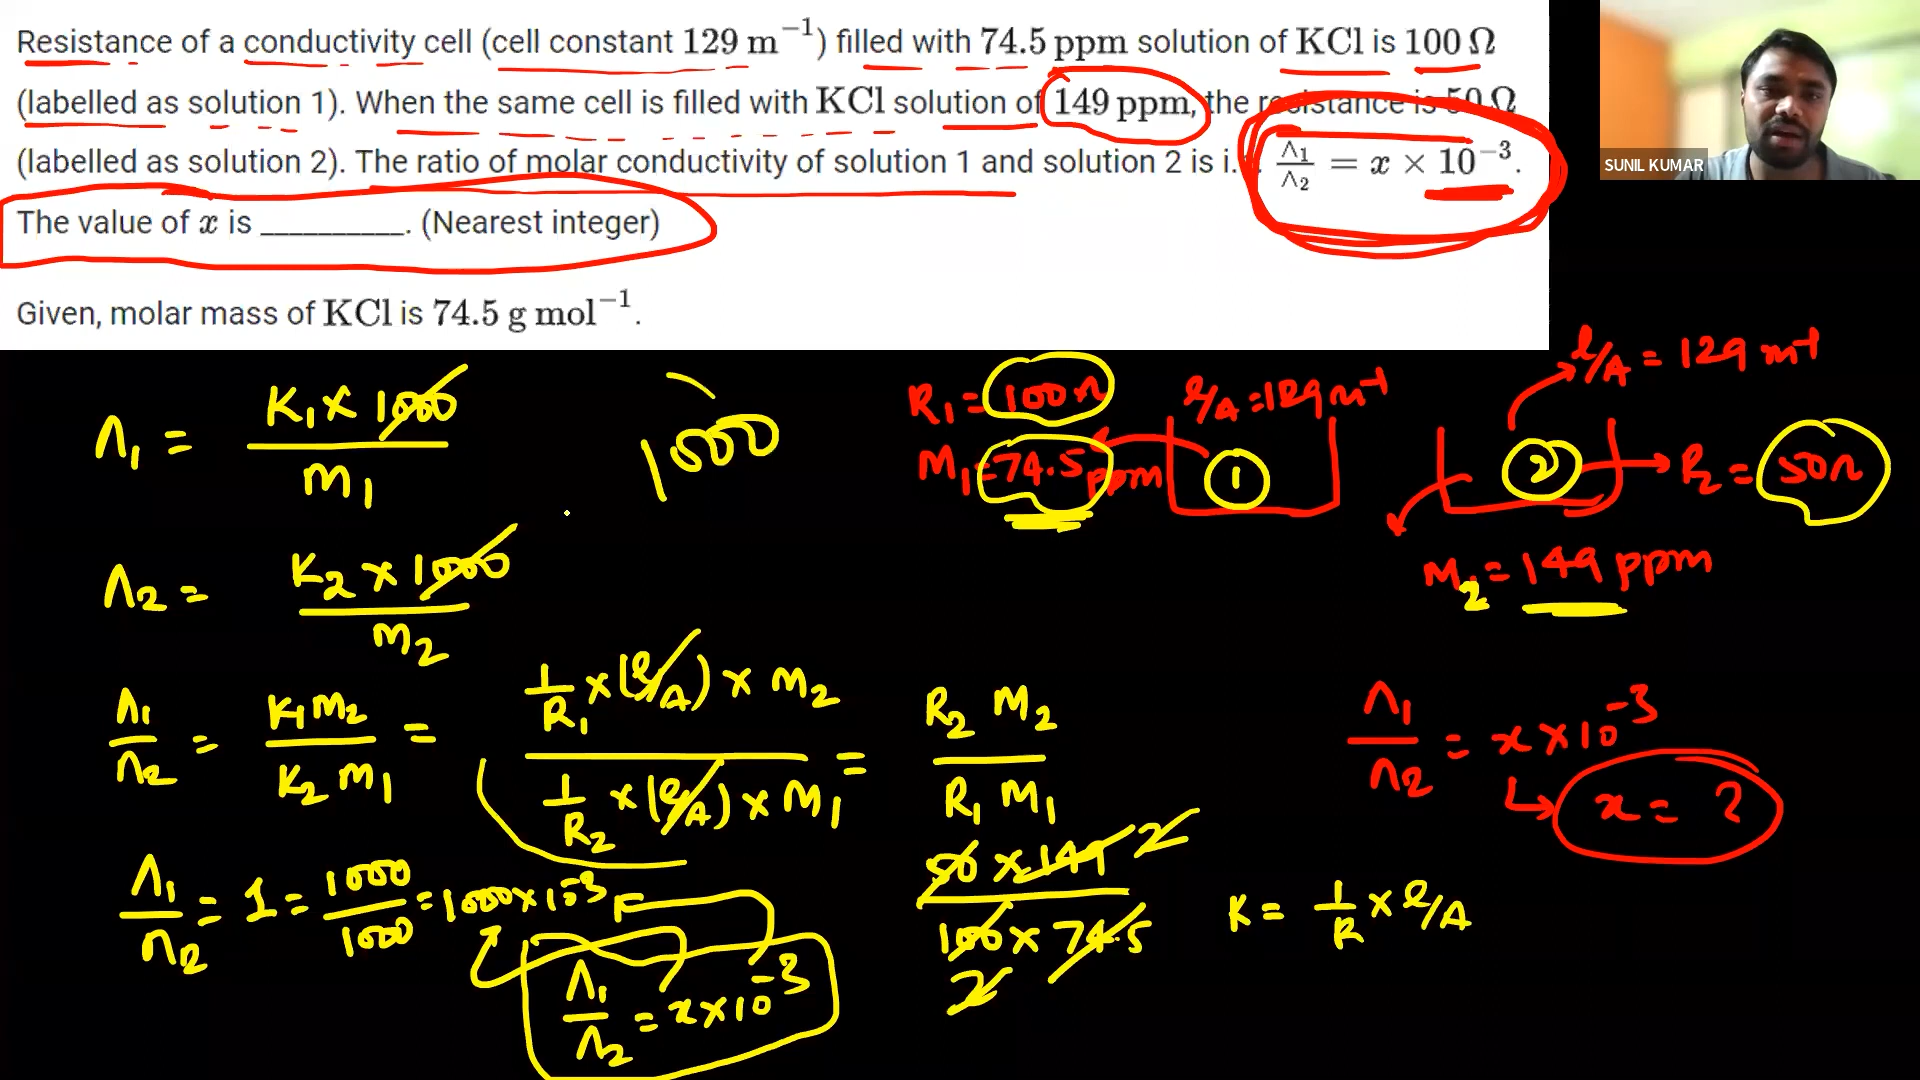 Resistance of a conductivity cell (cell constant 129 m⁻¹) filled with 74.5 ppm solution of KCl is 100 Ω
(labelled as solution 1). When the same cell is filled with KCl solution of 149 ppm, the resistance is 50 Ω
(labelled as solution 2). The ratio of molar conductivity of solution 1 and solution 2 is i. Λ1/Λ2 = x × 10⁻³.
The value of x is __________. (Nearest integer)
Given, molar mass of KCl is 74.5 g mol⁻¹.
SUNIL KUMAR
Λ1 = K1 × 1000 / M1
1000
R1 = 100Ω
M1 = 74.5 ppm
l/A = 129 m⁻¹
1
l/A = 129 m⁻¹
2
R2 = 50Ω
M2 = 149 ppm
Λ2 = K2 × 1000 / M2
Λ1/Λ2 = K1 M2 / K2 M1 = 1/R1 × (l/A) × M2 / 1/R2 × (l/A) × M1 = R2 M2 / R1 M1
50 × 149 2
100 × 74.5
2
Λ1/Λ2 = x × 10⁻³
x = ?
Λ1/Λ2 = 1 = 1000/1000 = 1000 × 10⁻³
Λ1/Λ2 = x × 10⁻³
K = 1/R × l/A